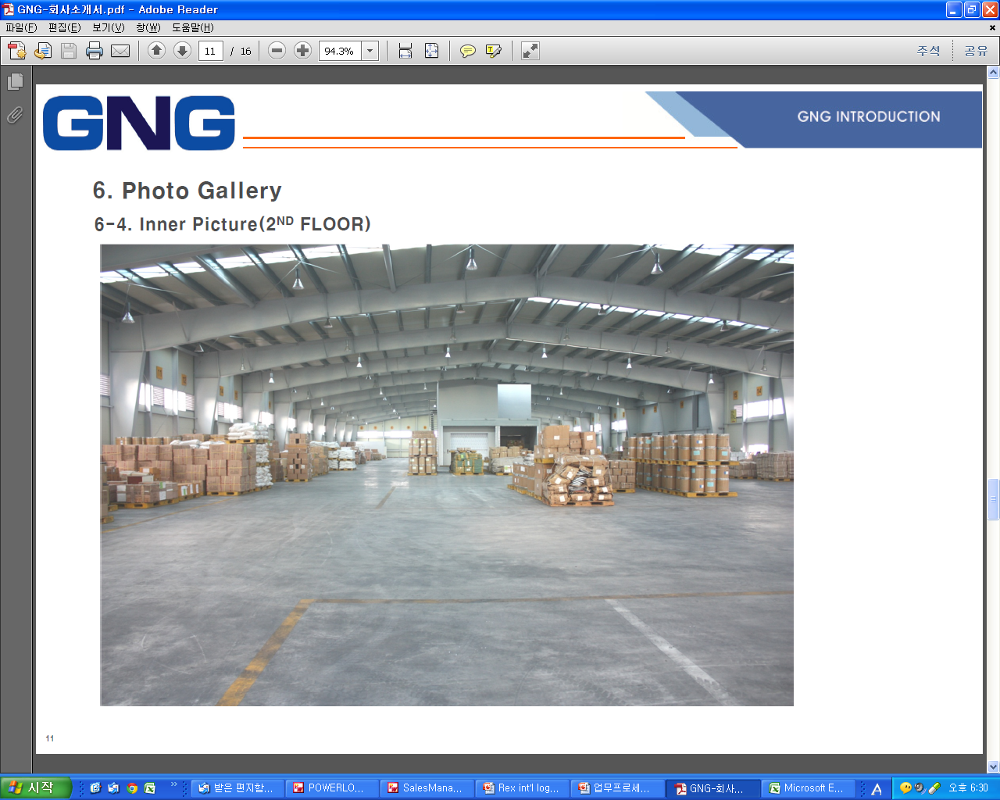 GNG-회사소개서.pdf - Adobe Reader
파일(F) 편집(E) 보기(V) 창(W) 도움말(H)
11 / 16 94.3% 주석 공유
GNG
GNG INTRODUCTION
6. Photo Gallery
6-4. Inner Picture(2ND FLOOR)
11
시작 받은 편지함... POWERLO... SalesMana... Rex int'l log... 업무프로세... GNG-회사... Microsoft E... A 오후 6:30